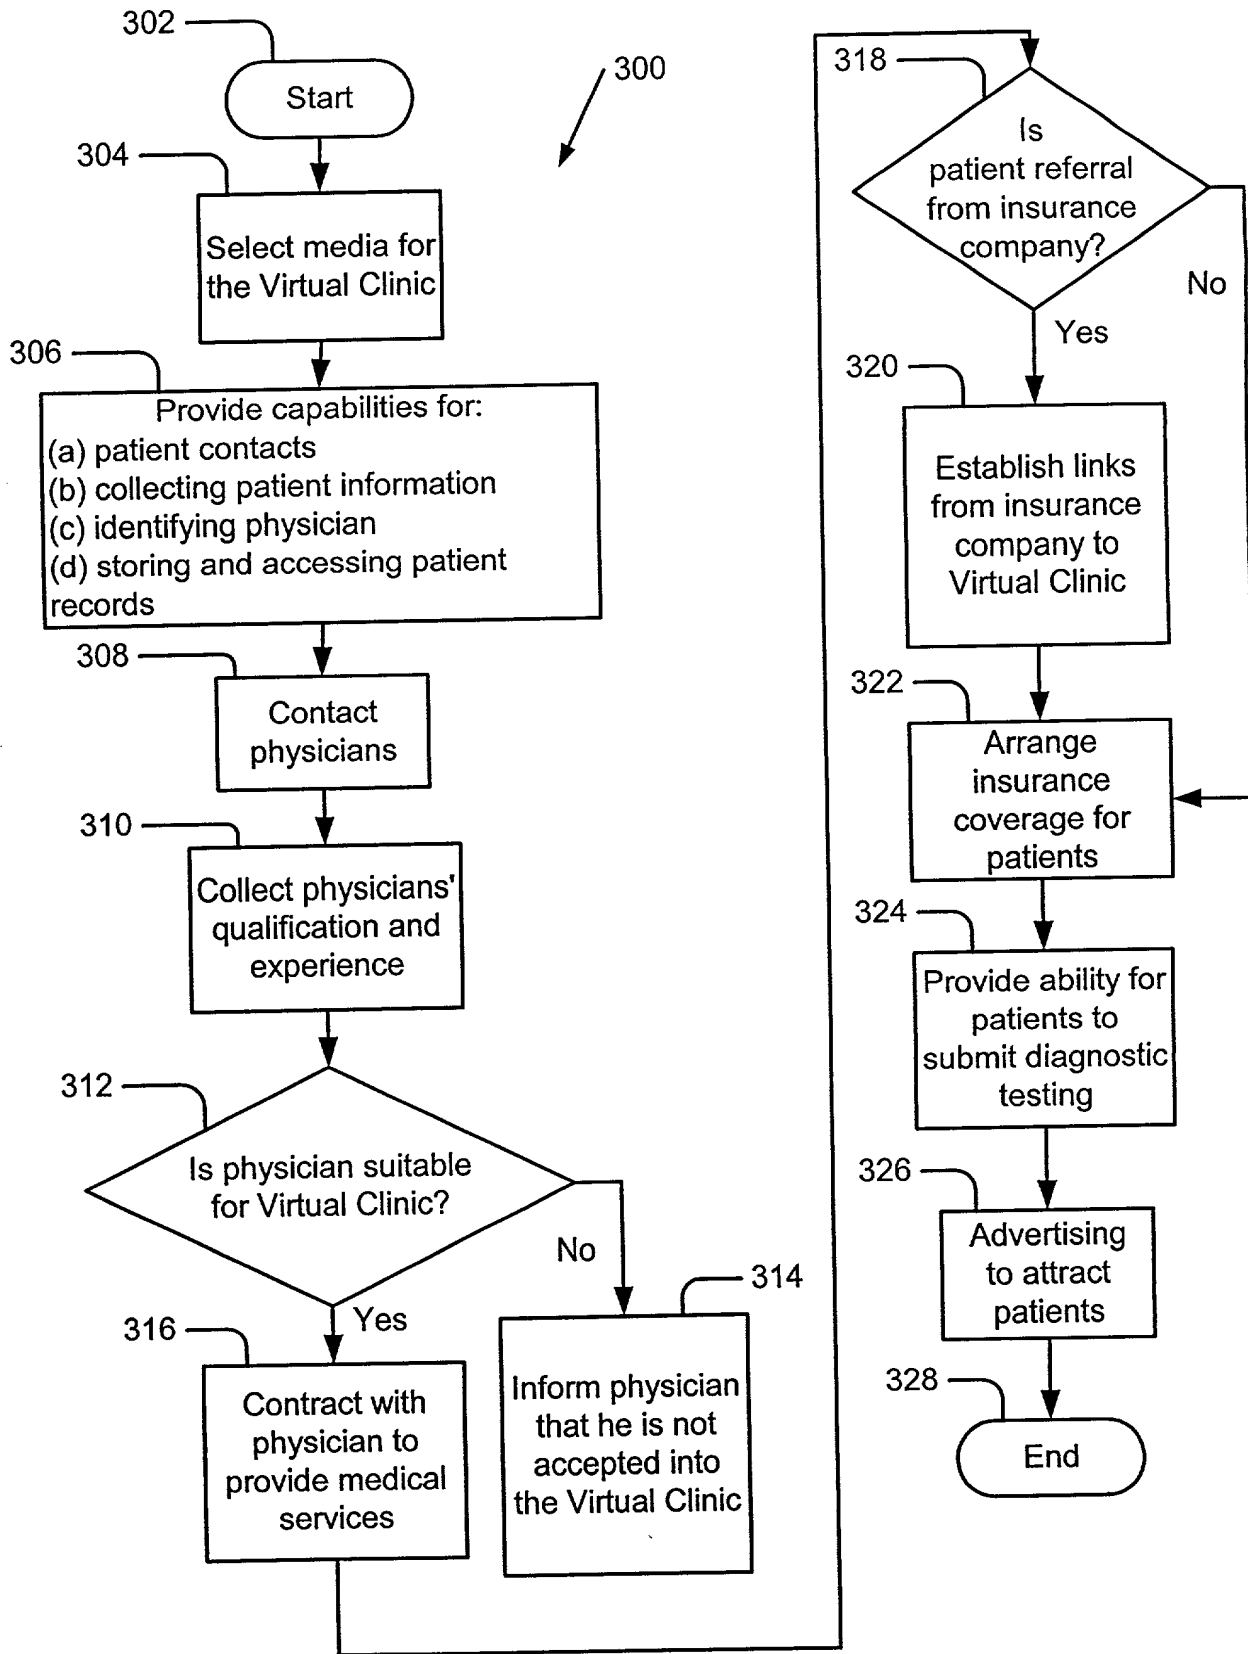 302
Start
300
304
Select media for
the Virtual Clinic
306
Provide capabilities for:
(a) patient contacts
(b) collecting patient information
(c) identifying physician
(d) storing and accessing patient
records
308
Contact
physicians
310
Collect physicians'
qualification and
experience
312
Is physician suitable
for Virtual Clinic?
No
Yes
314
Inform physician
that he is not
accepted into
the Virtual Clinic
316
Contract with
physician to
provide medical
services
318
Is
patient referral
from insurance
company?
No
Yes
320
Establish links
from insurance
company to
Virtual Clinic
322
Arrange
insurance
coverage for
patients
324
Provide ability for
patients to
submit diagnostic
testing
326
Advertising
to attract
patients
328
End